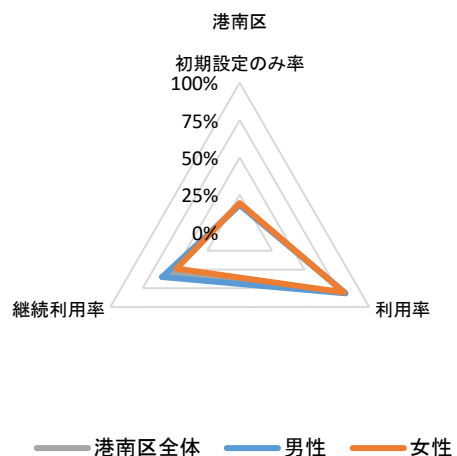 港南区
初期設定のみ率
100%
75%
50%
25%
0%
継続利用率
利用率
港南区全体 男性 女性